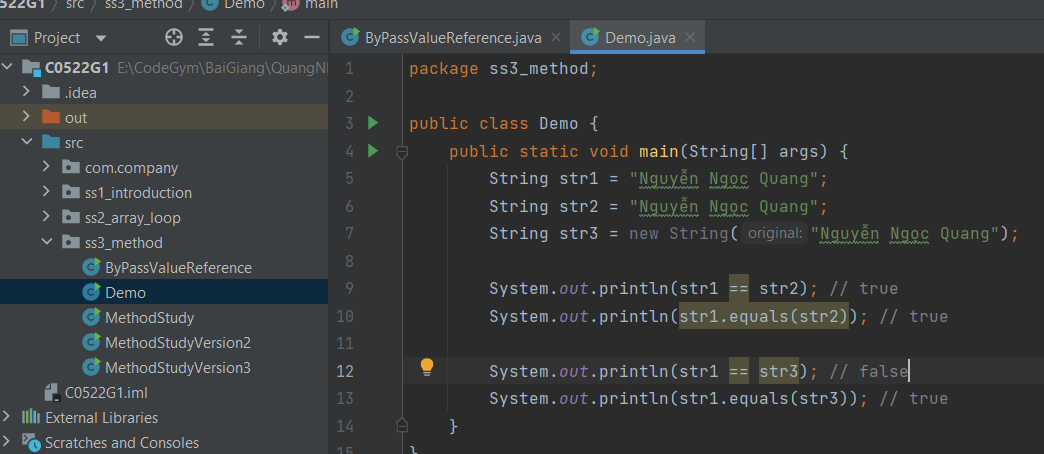 522G1 src ss3_method Demo main
Project
ByPassValueReference.java Demo.java
C0522G1 E:\CodeGym\BaiGiang\QuangN
.idea
out
src
com.company
ss1_introduction
ss2_array_loop
ss3_method
ByPassValueReference
Demo
MethodStudy
MethodStudyVersion2
MethodStudyVersion3
C0522G1.iml
External Libraries
Scratches and Consoles
1 package ss3_method;
2
3 public class Demo {
4 public static void main(String[] args) {
5 String str1 = "Nguyễn Ngọc Quang";
6 String str2 = "Nguyễn Ngọc Quang";
7 String str3 = new String( original: "Nguyễn Ngọc Quang");
8
9 System.out.println(str1 == str2); // true
10 System.out.println(str1.equals(str2)); // true
11
12 System.out.println(str1 == str3); // false
13 System.out.println(str1.equals(str3)); // true
14 }
15 }